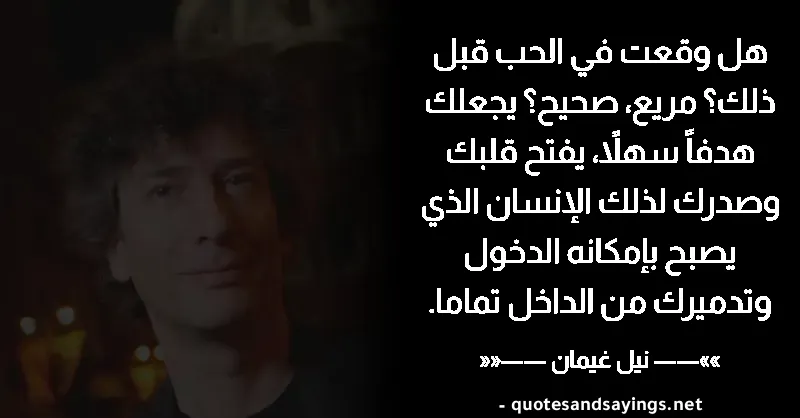 هل وقعت في الحب قبل
ذلك؟ مريع، صحيح؟ يجعلك
هدفاً سهلًا، يفتح قلبك
وصدرك لذلك الإنسان الذي
يصبح بإمكانه الدخول
وتدميرك من الداخل تماما.
»»—— نيل غيمان ——««
- quotesandsayings.net